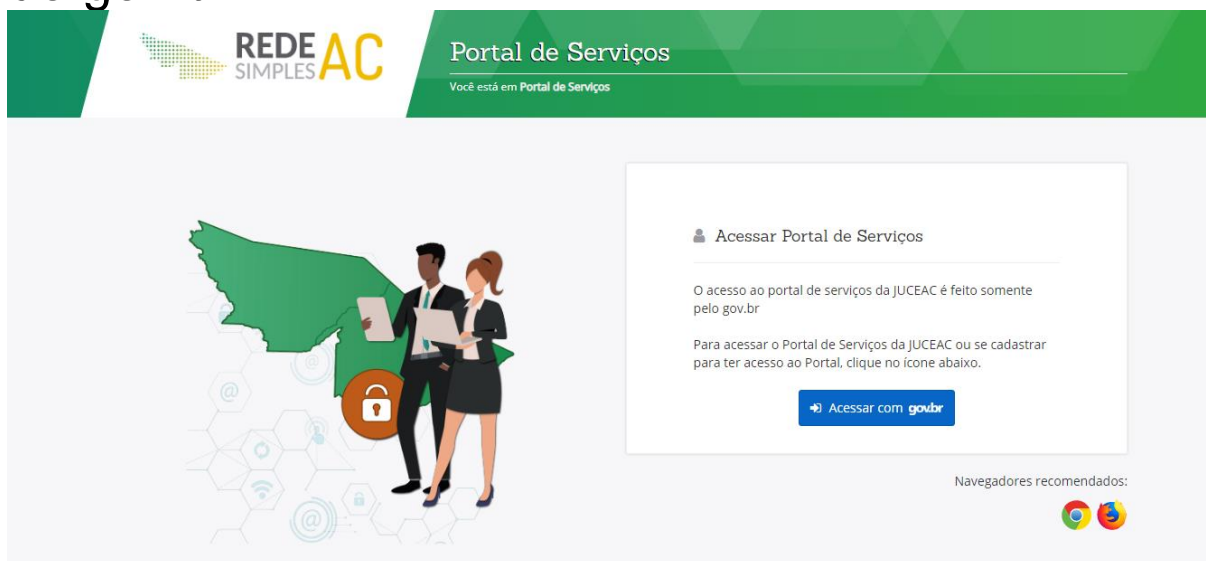 REDE AC
SIMPLES
Portal de Serviços
Você está em Portal de Serviços
Acessar Portal de Serviços
O acesso ao portal de serviços da JUCEAC é feito somente
pelo gov.br
Para acessar o Portal de Serviços da JUCEAC ou se cadastrar
para ter acesso ao Portal, clique no ícone abaixo.
Acessar com gov.br
Navegadores recomendados: